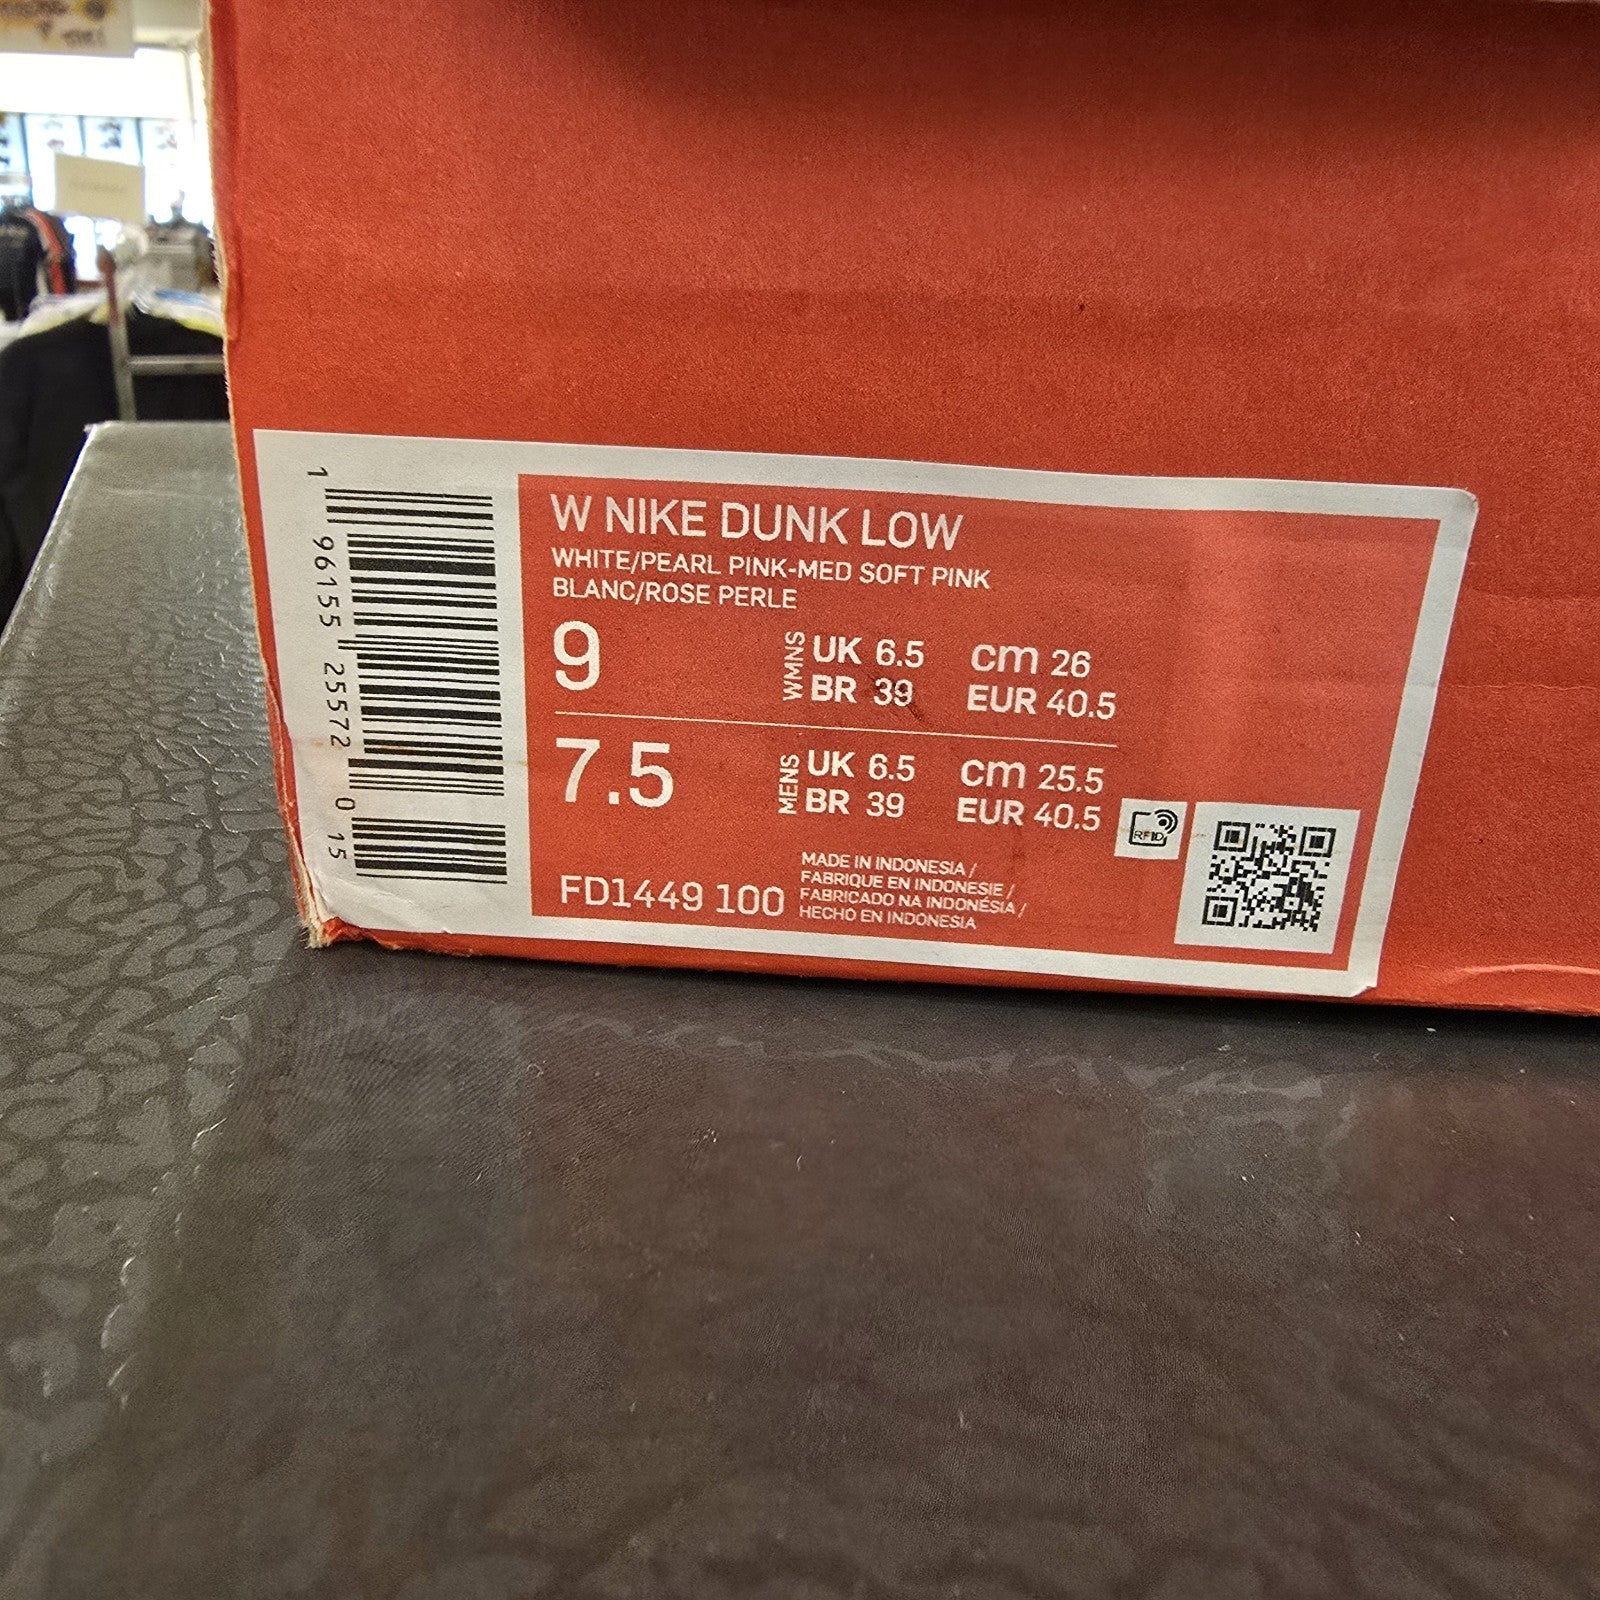 W NIKE DUNK LOW
WHITE/PEARL PINK-MED SOFT PINK
BLANC/ROSE PERLE
9 WMNS UK 6.5 cm 26
BR 39 EUR 40.5
7.5 MENS UK 6.5 cm 25.5
BR 39 EUR 40.5
RFID
FD1449 100
MADE IN INDONESIA /
FABRIQUE EN INDONESIE /
FABRICADO NA INDONÉSIA /
HECHO EN INDONESIA
1 96155 25572 0 15